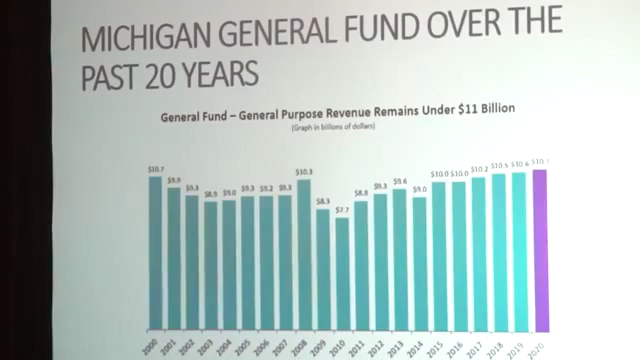 MICHIGAN GENERAL FUND OVER THE
PAST 20 YEARS
General Fund – General Purpose Revenue Remains Under $11 Billion
(Graph in billions of dollars)
$10.7 $9.9 $9.3 $8.9 $9.0 $9.3 $9.2 $9.3 $10.3 $8.3 $7.7 $8.8 $9.3 $9.6 $9.0 $10.0 $10.0 $10.2 $10.5 $10.6
2000 2001 2002 2003 2004 2005 2006 2007 2008 2009 2010 2011 2012 2013 2014 2015 2016 2017 2018 2019 2020